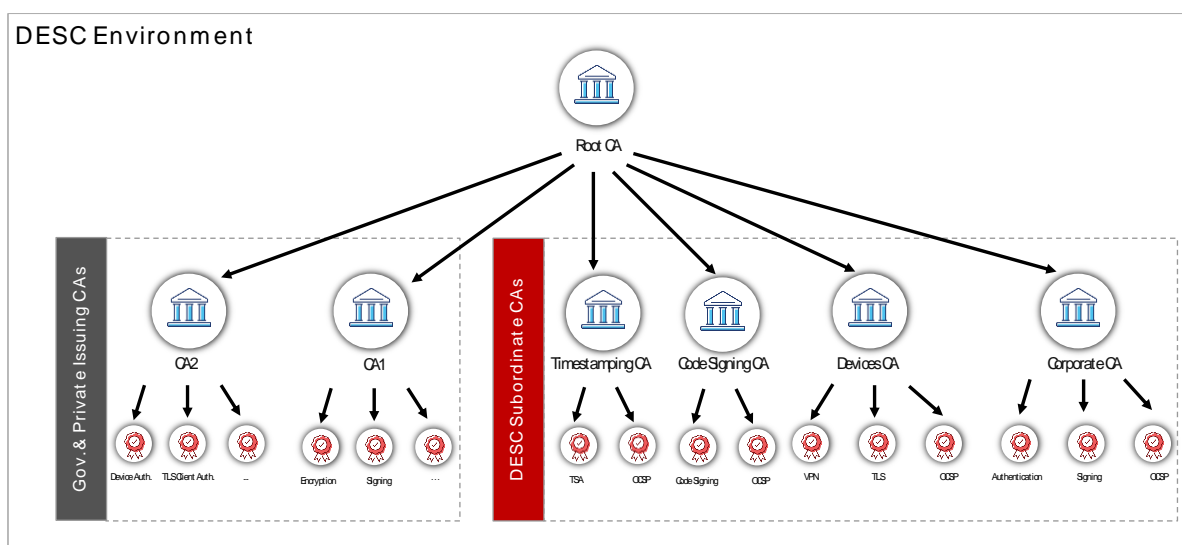 DESC Environment
Root CA
Gov. & Private Issuing CAs
CA2
CA1
Device Auth.
TLS Client Auth.
...
Encryption
Signing
...
DESC Subordinate CAs
Timestamping CA
Code Signing CA
Devices CA
Corporate CA
TSA
OCSP
Code Signing
OCSP
VPN
TLS
OCSP
Authentication
Signing
OCSP